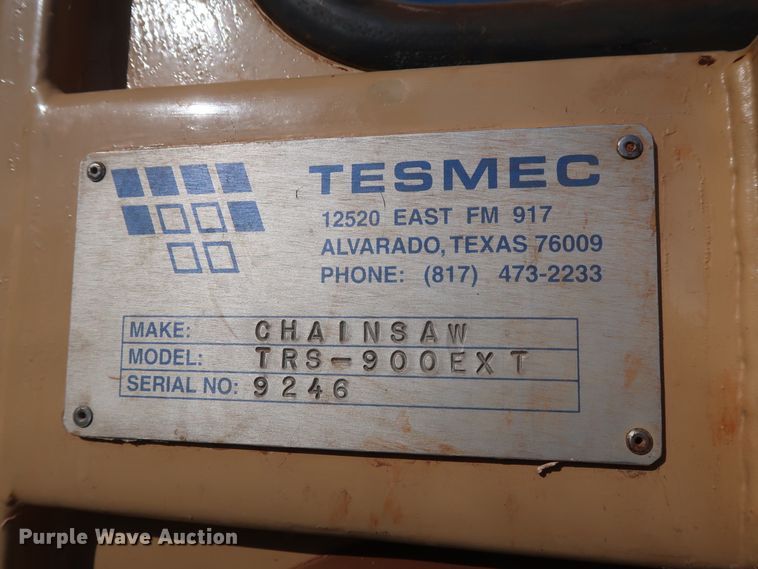 TESMEC
12520 EAST FM 917
ALVARADO, TEXAS 76009
PHONE: (817) 473-2233
MAKE: CHAINSAW
MODEL: TRS-900EXT
SERIAL NO: 9246
Purple Wave Auction